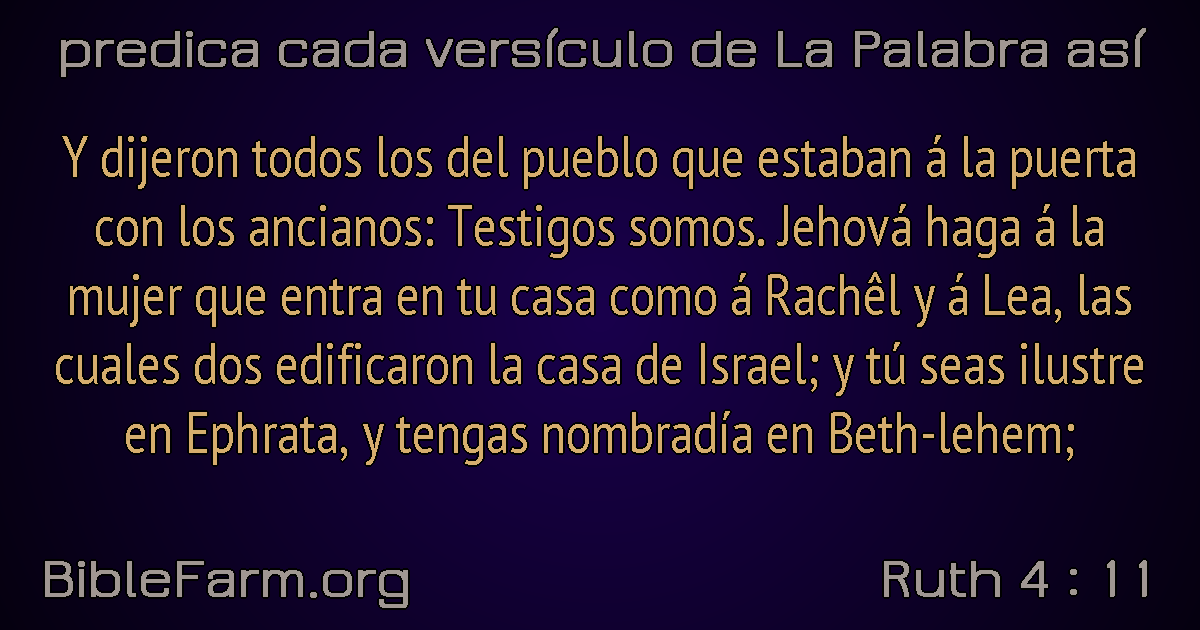 predica cada versículo de La Palabra así
Y dijeron todos los del pueblo que estaban á la puerta
con los ancianos: Testigos somos. Jehová haga á la
mujer que entra en tu casa como á Rachêl y á Lea, las
cuales dos edificaron la casa de Israel; y tú seas ilustre
en Ephrata, y tengas nombradía en Beth-lehem;
BibleFarm.org
Ruth 4 : 11